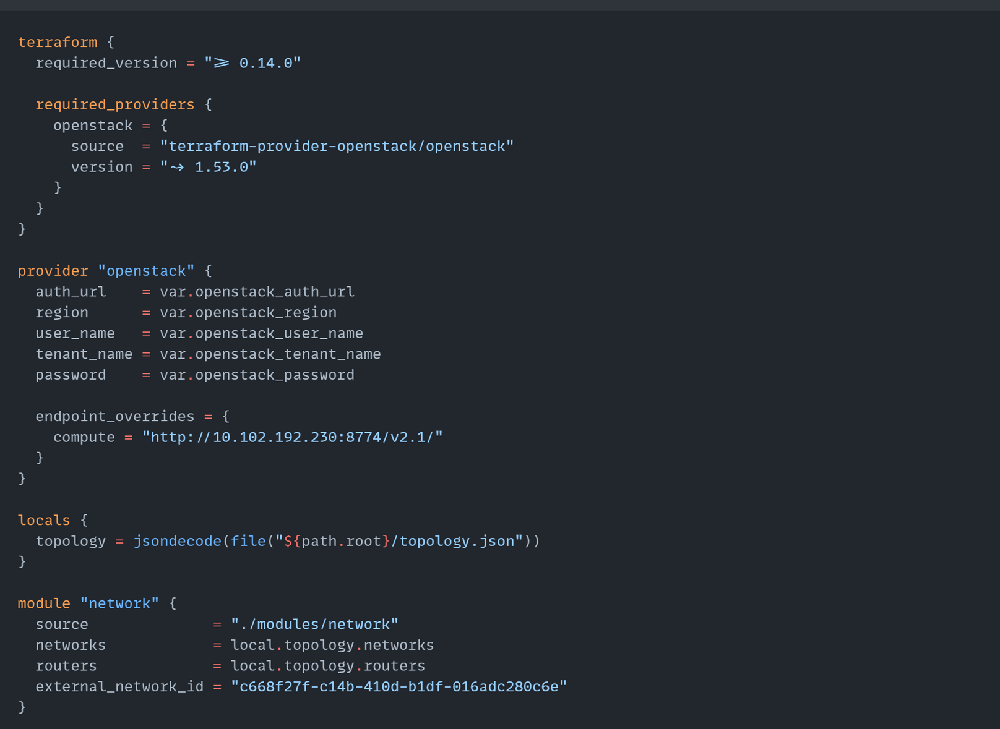 terraform {
  required_version = ">= 0.14.0"

  required_providers {
    openstack = {
      source  = "terraform-provider-openstack/openstack"
      version = "~> 1.53.0"
    }
  }
}

provider "openstack" {
  auth_url    = var.openstack_auth_url
  region      = var.openstack_region
  user_name   = var.openstack_user_name
  tenant_name = var.openstack_tenant_name
  password    = var.openstack_password

  endpoint_overrides = {
    compute = "http://10.102.192.230:8774/v2.1/"
  }
}

locals {
  topology = jsondecode(file("${path.root}/topology.json"))
}

module "network" {
  source              = "./modules/network"
  networks            = local.topology.networks
  routers             = local.topology.routers
  external_network_id = "c668f27f-c14b-410d-b1df-016adc280c6e"
}